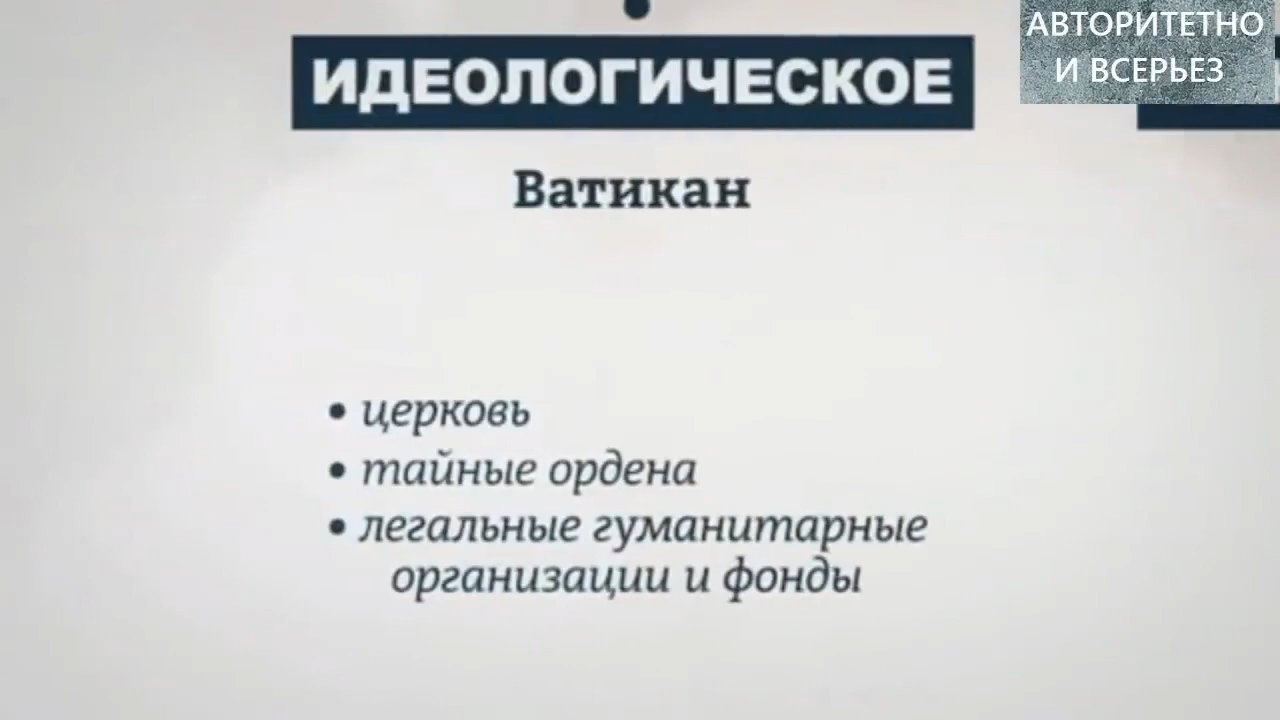 АВТОРИТЕТНО
И ВСЕРЬЕЗ
ИДЕОЛОГИЧЕСКОЕ
Ватикан
• церковь
• тайные ордена
• легальные гуманитарные
организации и фонды